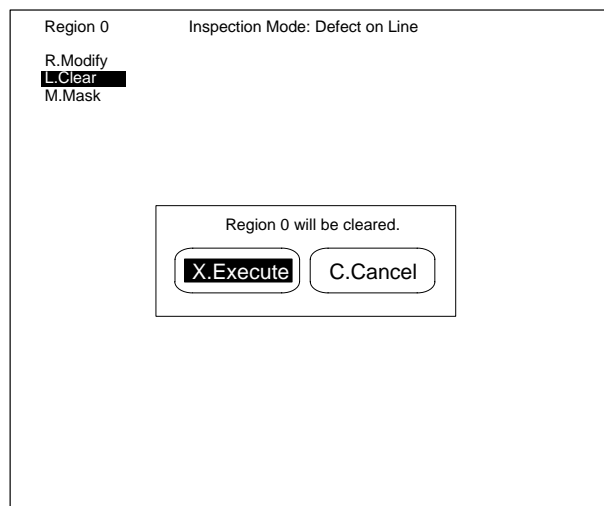 Region 0 Inspection Mode: Defect on Line
R.Modify
L.Clear
M.Mask
Region 0 will be cleared.
X.Execute C.Cancel